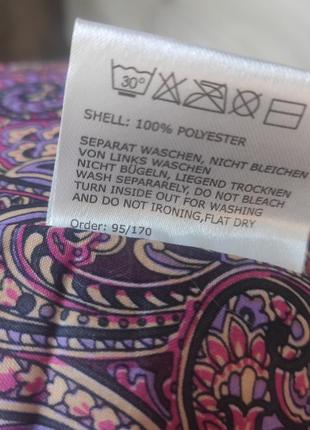 30°
SHELL: 100% POLYESTER
SEPARAT WASCHEN, NICHT BLEICHEN
VON LINKS WASCHEN
NICHT BÜGELN, LIEGEND TROCKNEN
WASH SEPARARELY, DO NOT BLEACH
TURN INSIDE OUT FOR WASHING
AND DO NOT IRONING,FLAT DRY
Order: 95/170